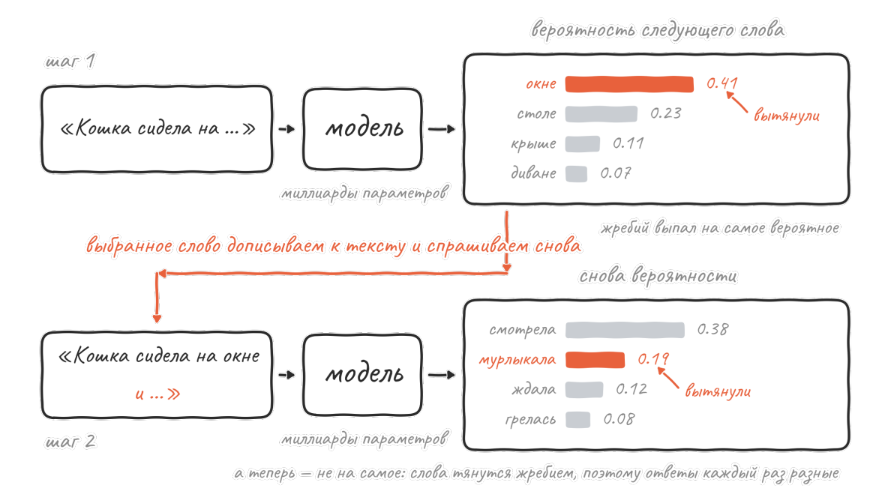 вероятность следующего слова
шаг 1
«Кошка сидела на ...»
модель
миллиарды параметров
окне 0.41
вытянули
столе 0.23
крыше 0.11
диване 0.07
жребий выпал на самое вероятное
выбранное слово дописываем к тексту и спрашиваем снова
снова вероятности
«Кошка сидела на окне
и ...»
модель
миллиарды параметров
смотрела 0.38
мурлыкала 0.19
вытянули
ждала 0.12
грелась 0.08
шаг 2
а теперь — не на самое: слова тянутся жребием, поэтому ответы каждый раз разные